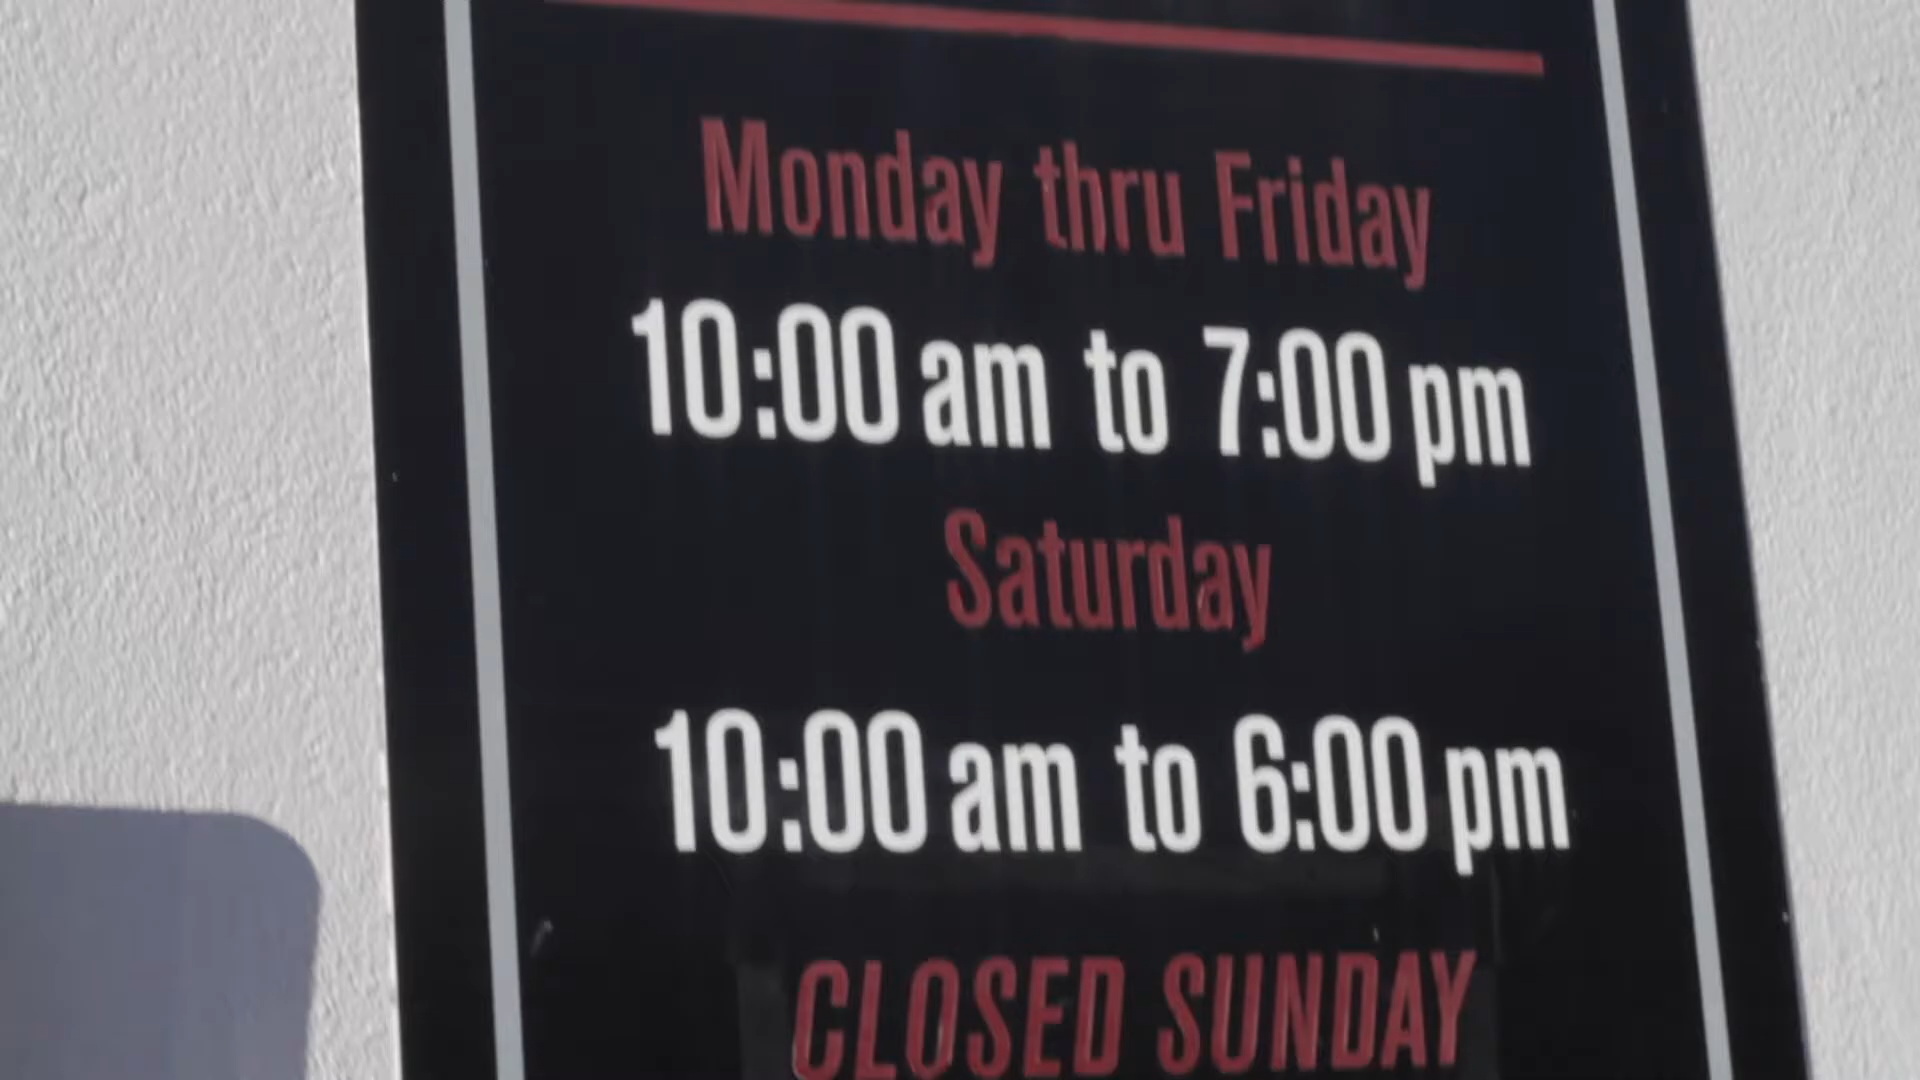 Monday thru Friday
10:00 am to 7:00 pm
Saturday
10:00 am to 6:00 pm
CLOSED SUNDAY